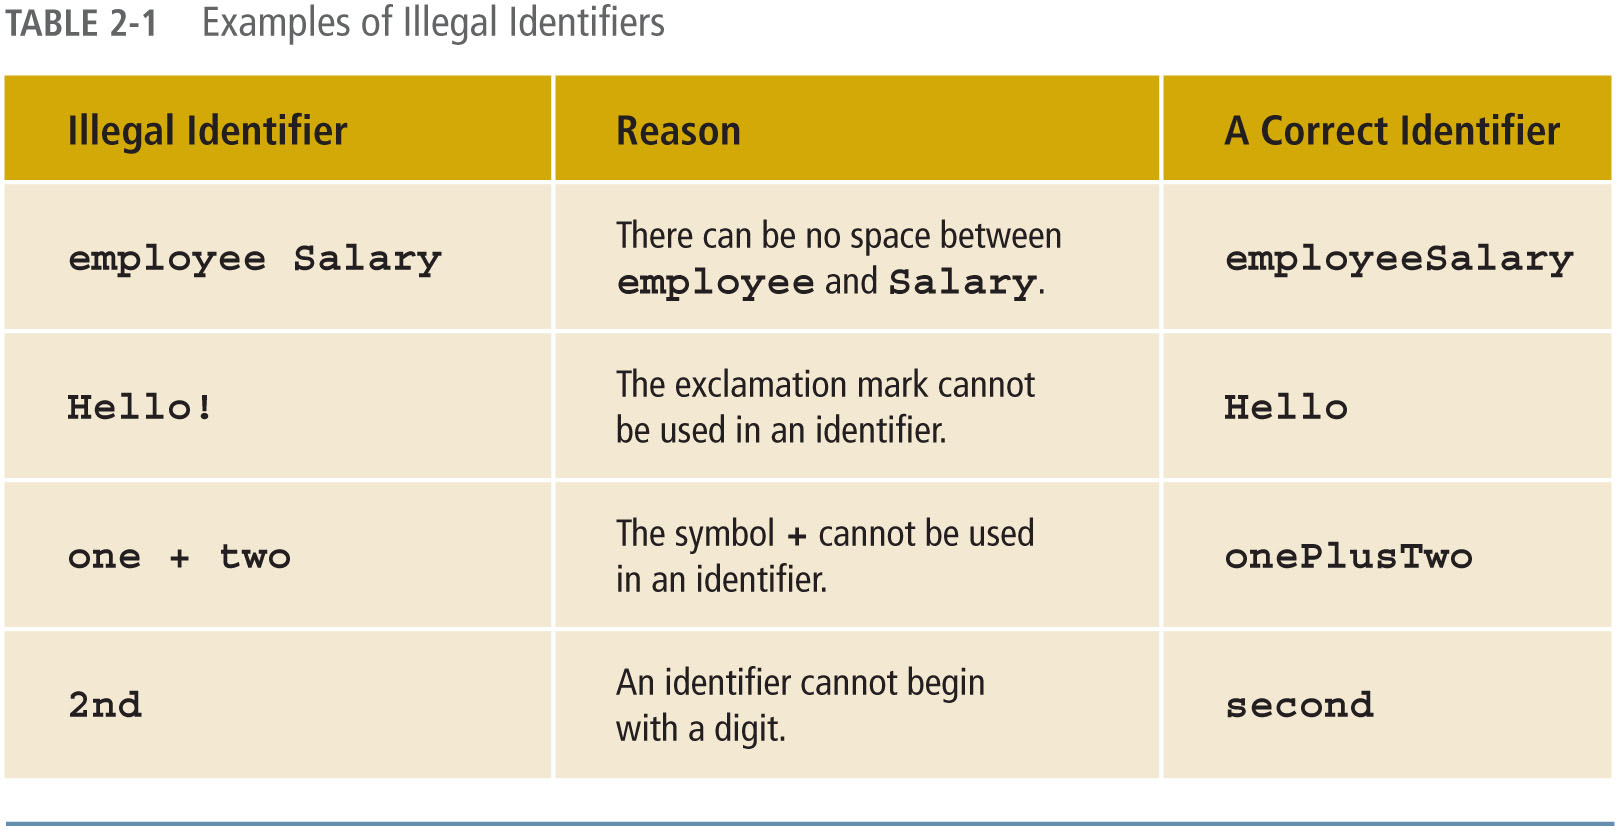 TABLE 2-1 Examples of Illegal Identifiers
Illegal Identifier Reason A Correct Identifier
employee Salary
There can be no space between
employee and Salary.
employeeSalary
Hello!
The exclamation mark cannot
be used in an identifier.
Hello
one + two
The symbol + cannot be used
in an identifier.
onePlusTwo
2nd
An identifier cannot begin
with a digit.
second